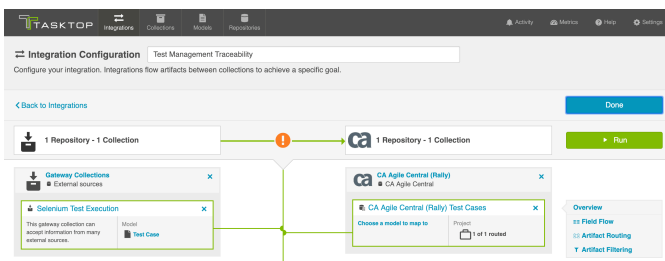 TASKTOP
Integrations
Collections
Models
Repositories
Activity
Metrics
Help
Settings
Integration Configuration
Test Management Traceability
Configure your integration. Integrations flow artifacts between collections to achieve a specific goal.
Back to Integrations
Done
1 Repository - 1 Collection
!
ca
1 Repository - 1 Collection
Run
Gateway Collections
×
External sources
Selenium Test Execution
×
This gateway collection can
accept information from many
external sources.
Model
Test Case
ca
CA Agile Central (Rally)
×
CA Agile Central
CA Agile Central (Rally) Test Cases
×
Choose a model to map to
Project
1 of 1 routed
Overview
Field Flow
Artifact Routing
Artifact Filtering